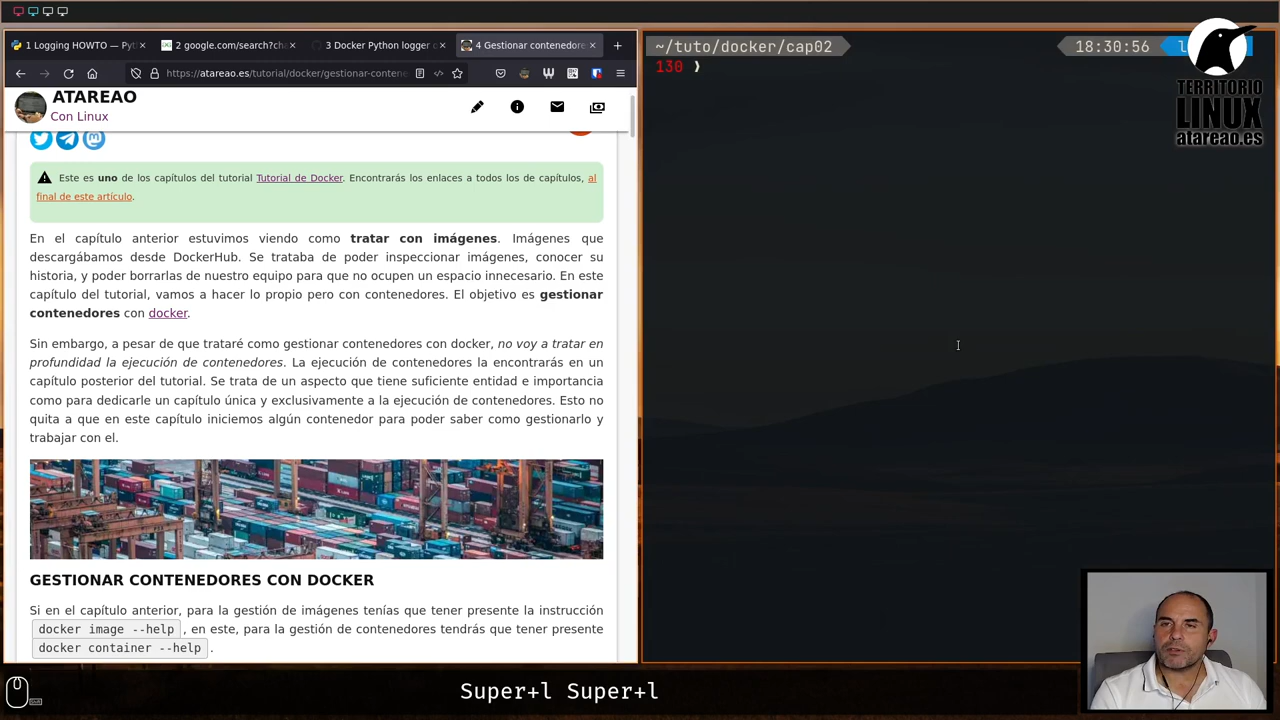 1 Logging HOWTO — Pyt
2 google.com/search?cha
3 Docker Python logger o
4 Gestionar contenedores
https://atareao.es/tutorial/docker/gestionar-contene
ATAREAO
Con Linux
Este es uno de los capítulos del tutorial Tutorial de Docker. Encontrarás los enlaces a todos los de capítulos, al
final de este artículo.
En el capítulo anterior estuvimos viendo como tratar con imágenes. Imágenes que
descargábamos desde DockerHub. Se trataba de poder inspeccionar imágenes, conocer su
historia, y poder borrarlas de nuestro equipo para que no ocupen un espacio innecesario. En este
capítulo del tutorial, vamos a hacer lo propio pero con contenedores. El objetivo es gestionar
contenedores con docker.
Sin embargo, a pesar de que trataré como gestionar contenedores con docker, no voy a tratar en
profundidad la ejecución de contenedores. La ejecución de contenedores la encontrarás en un
capítulo posterior del tutorial. Se trata de un aspecto que tiene suficiente entidad e importancia
como para dedicarle un capítulo única y exclusivamente a la ejecución de contenedores. Esto no
quita a que en este capítulo iniciemos algún contenedor para poder saber como gestionarlo y
trabajar con el.
GESTIONAR CONTENEDORES CON DOCKER
Si en el capítulo anterior, para la gestión de imágenes tenías que tener presente la instrucción
docker image --help , en este, para la gestión de contenedores tendrás que tener presente
docker container --help .
~/tuto/docker/cap02
18:30:56
130 ❯
TERRITORIO
LINUX
atareao.es
Super+l Super+l